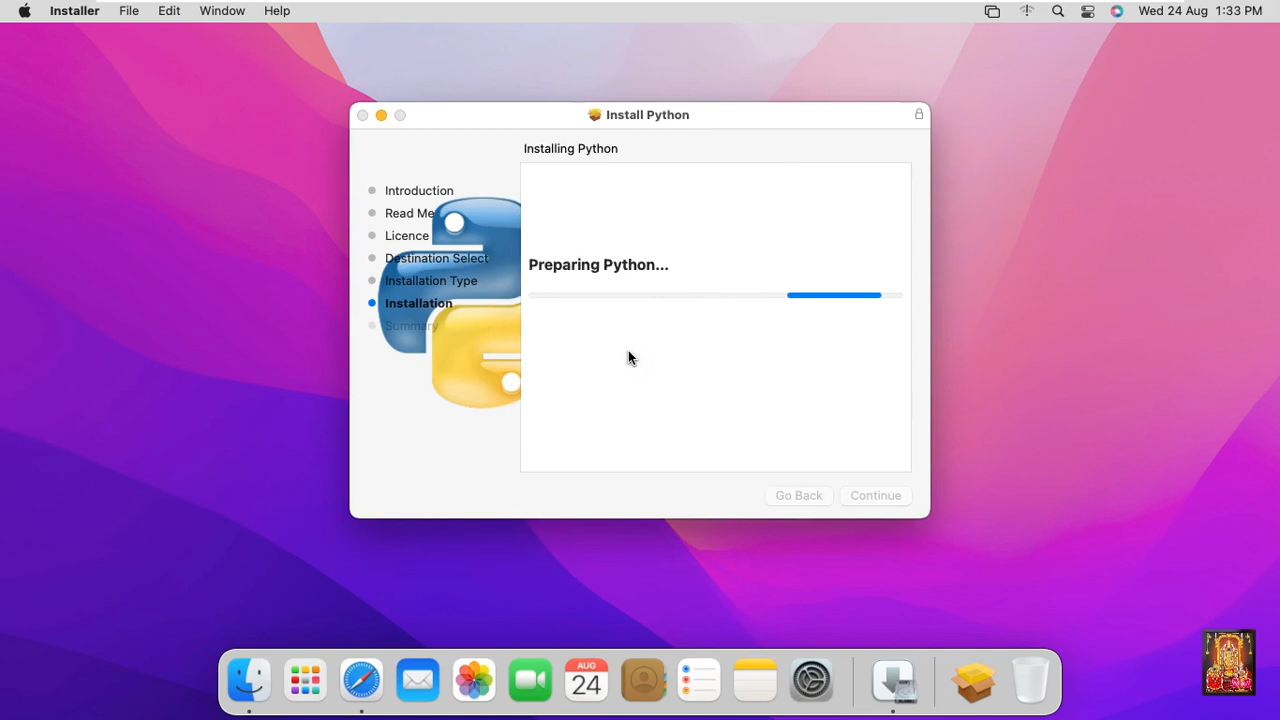 Installer File Edit Window Help Wed 24 Aug 1:33 PM
Install Python
Installing Python
Introduction
Read Me
Licence
Destination Select
Installation Type
Installation
Summary
Preparing Python...
Go Back Continue
AUG
24